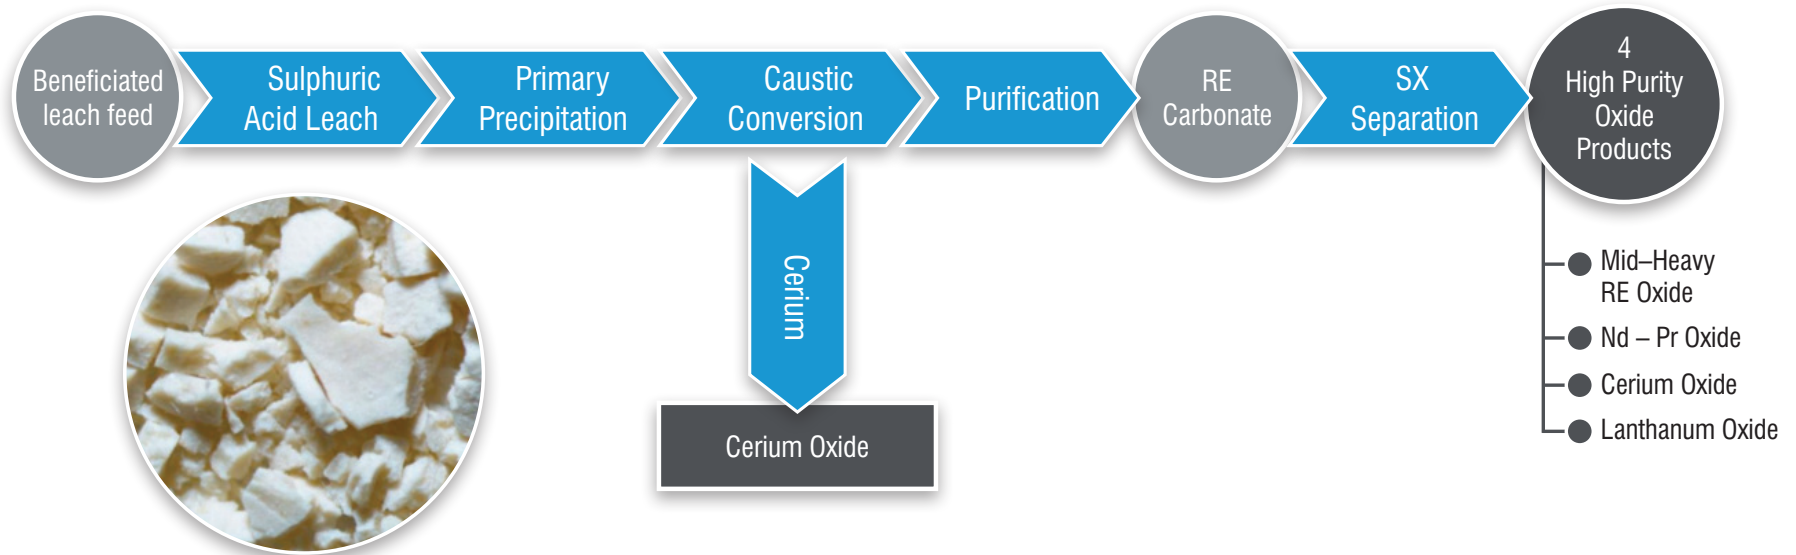 Beneficiated
leach feed
Sulphuric
Acid Leach
Primary
Precipitation
Caustic
Conversion
Purification
RE
Carbonate
SX
Separation
4
High Purity
Oxide
Products
Cerium
Cerium Oxide
Mid–Heavy
RE Oxide
Nd – Pr Oxide
Cerium Oxide
Lanthanum Oxide